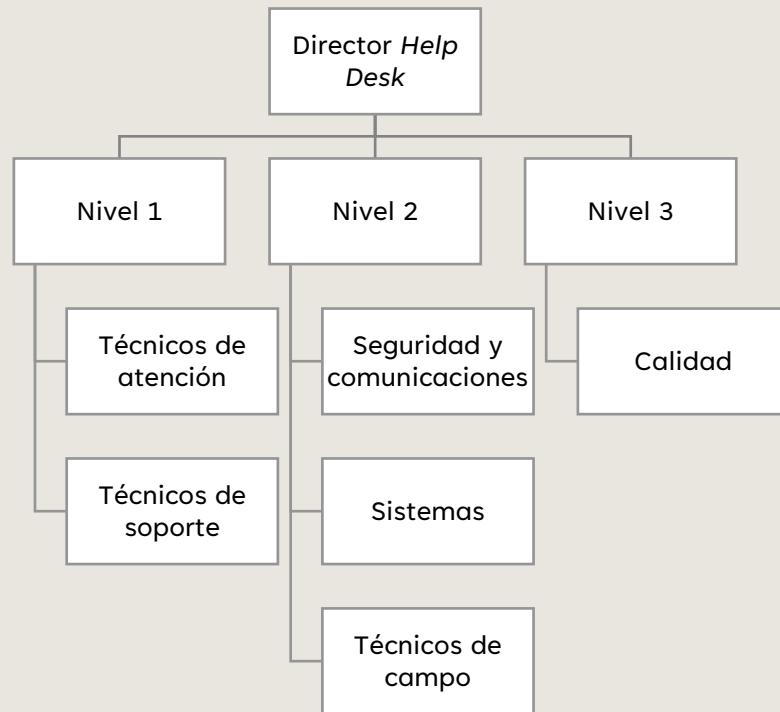 Director Help
Desk
Nivel 1
Nivel 2
Nivel 3
Técnicos de
atención
Seguridad y
comunicaciones
Calidad
Técnicos de
soporte
Sistemas
Técnicos de
campo